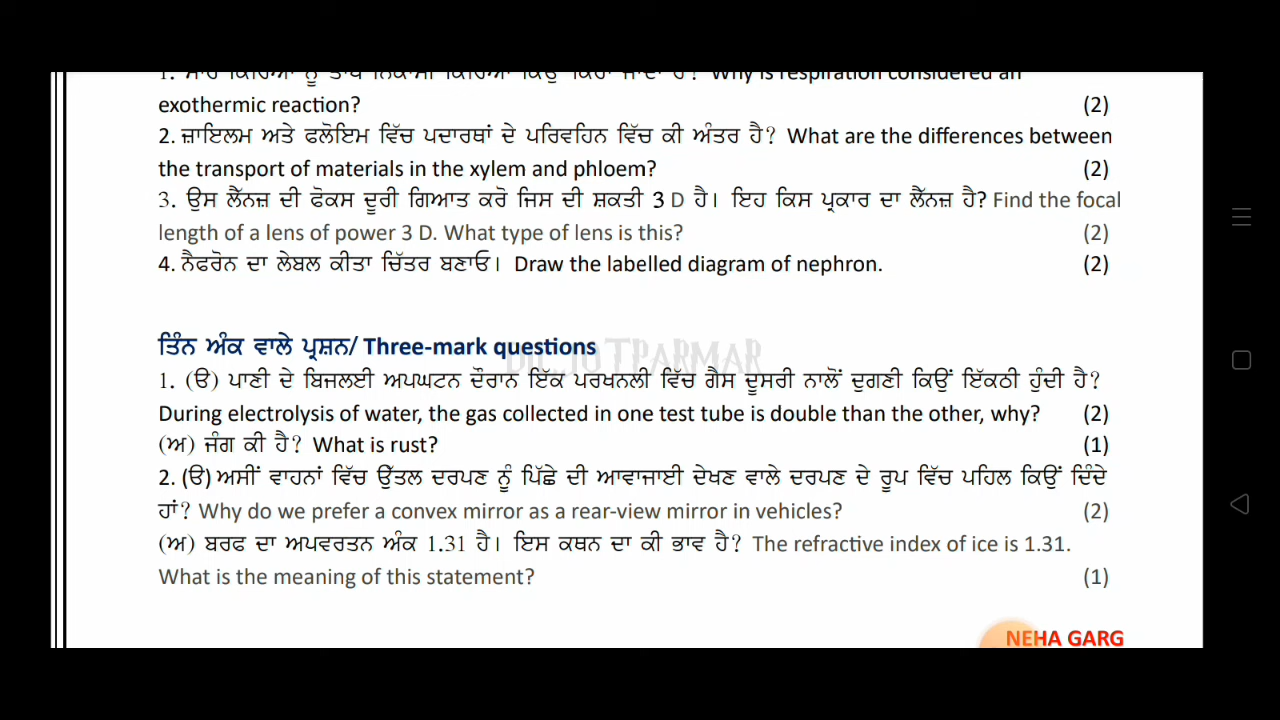 1. ਸਾਹ ਕਿਰਿਆ ਨੂੰ ਤਾਪ ਨਿਕਾਸੀ ਕਿਰਿਆ ਕਿਉਂ ਕਿਹਾ ਜਾਂਦਾ ਹੈ? Why is respiration considered an
exothermic reaction? (2)
2. ਜ਼ਾਇਲਮ ਅਤੇ ਫਲੋਇਮ ਵਿੱਚ ਪਦਾਰਥਾਂ ਦੇ ਪਰਿਵਹਿਨ ਵਿੱਚ ਕੀ ਅੰਤਰ ਹੈ? What are the differences between
the transport of materials in the xylem and phloem? (2)
3. ਉਸ ਲੈੱਨਜ਼ ਦੀ ਫੋਕਸ ਦੂਰੀ ਗਿਆਤ ਕਰੋ ਜਿਸ ਦੀ ਸ਼ਕਤੀ 3 D ਹੈ। ਇਹ ਕਿਸ ਪ੍ਰਕਾਰ ਦਾ ਲੈੱਨਜ਼ ਹੈ? Find the focal
length of a lens of power 3 D. What type of lens is this? (2)
4. ਨੈਫਰੋਨ ਦਾ ਲੇਬਲ ਕੀਤਾ ਚਿੱਤਰ ਬਣਾਓ। Draw the labelled diagram of nephron. (2)
ਤਿੰਨ ਅੰਕ ਵਾਲੇ ਪ੍ਰਸ਼ਨ/ Three-mark questions
1. (ੳ) ਪਾਣੀ ਦੇ ਬਿਜਲਈ ਅਪਘਟਨ ਦੌਰਾਨ ਇੱਕ ਪਰਖਨਲੀ ਵਿੱਚ ਗੈਸ ਦੂਸਰੀ ਨਾਲੋਂ ਦੁਗਣੀ ਕਿਉਂ ਇੱਕਠੀ ਹੁੰਦੀ ਹੈ?
During electrolysis of water, the gas collected in one test tube is double than the other, why? (2)
(ਅ) ਜੰਗ ਕੀ ਹੈ? What is rust? (1)
2. (ੳ) ਅਸੀਂ ਵਾਹਨਾਂ ਵਿੱਚ ਉੱਤਲ ਦਰਪਣ ਨੂੰ ਪਿੱਛੇ ਦੀ ਆਵਾਜਾਈ ਦੇਖਣ ਵਾਲੇ ਦਰਪਣ ਦੇ ਰੂਪ ਵਿੱਚ ਪਹਿਲ ਕਿਉਂ ਦਿੰਦੇ
ਹਾਂ? Why do we prefer a convex mirror as a rear-view mirror in vehicles? (2)
(ਅ) ਬਰਫ ਦਾ ਅਪਵਰਤਨ ਅੰਕ 1.31 ਹੈ। ਇਸ ਕਥਨ ਦਾ ਕੀ ਭਾਵ ਹੈ? The refractive index of ice is 1.31.
What is the meaning of this statement? (1)
NEHA GARG